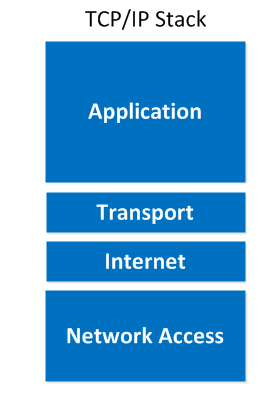 TCP/IP Stack
Application
Transport
Internet
Network Access